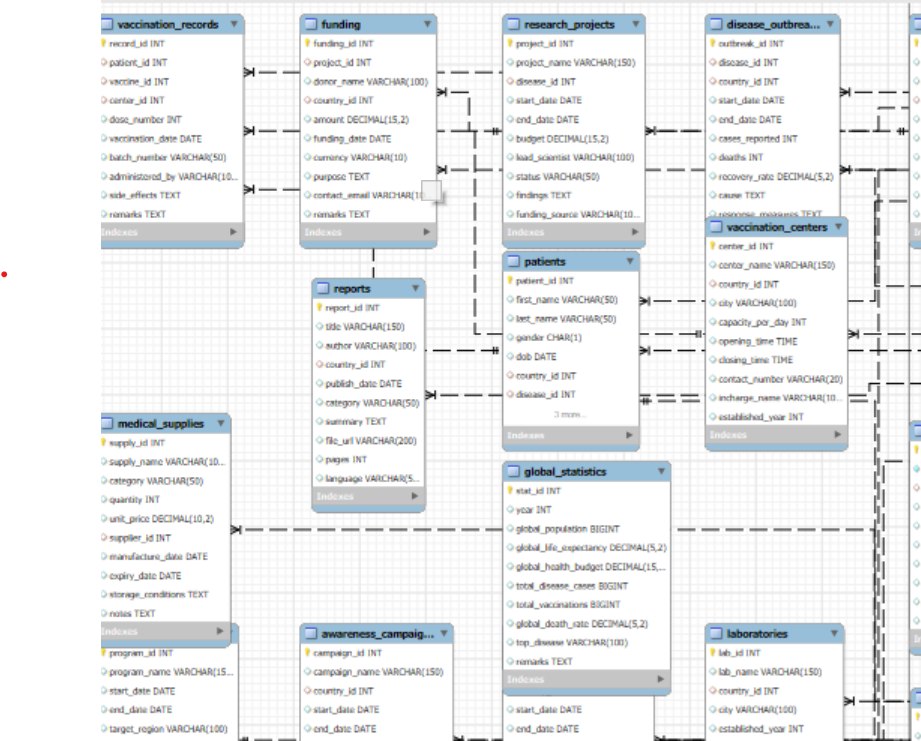 vaccination_records
record_id INT
patient_id INT
vaccine_id INT
center_id INT
dose_number INT
vaccination_date DATE
batch_number VARCHAR(50)
administered_by VARCHAR(10...
side_effects TEXT
remarks TEXT
Indexes
funding
funding_id INT
project_id INT
donor_name VARCHAR(100)
country_id INT
amount DECIMAL(15,2)
funding_date DATE
currency VARCHAR(10)
purpose TEXT
contact_email VARCHAR(1
remarks TEXT
Indexes
research_projects
project_id INT
project_name VARCHAR(150)
disease_id INT
start_date DATE
end_date DATE
budget DECIMAL(15,2)
lead_scientist VARCHAR(100)
status VARCHAR(50)
findings TEXT
funding_source VARCHAR(10...
Indexes
disease_outbrea...
outbreak_id INT
disease_id INT
country_id INT
start_date DATE
end_date DATE
cases_reported INT
deaths INT
recovery_rate DECIMAL(5,2)
cause TEXT
response_measures TEXT
vaccination_centers
center_id INT
center_name VARCHAR(150)
country_id INT
city VARCHAR(100)
capacity_per_day INT
opening_time TIME
closing_time TIME
contact_number VARCHAR(20)
incharge_name VARCHAR(10...
established_year INT
Indexes
patients
patient_id INT
first_name VARCHAR(50)
last_name VARCHAR(50)
gender CHAR(1)
dob DATE
country_id INT
disease_id INT
3 more...
Indexes
reports
report_id INT
title VARCHAR(150)
author VARCHAR(100)
country_id INT
publish_date DATE
category VARCHAR(50)
summary TEXT
file_url VARCHAR(200)
pages INT
language VARCHAR(5...
Indexes
medical_supplies
supply_id INT
supply_name VARCHAR(10...
category VARCHAR(50)
quantity INT
unit_price DECIMAL(10,2)
supplier_id INT
manufacture_date DATE
expiry_date DATE
storage_conditions TEXT
notes TEXT
Indexes
program_id INT
program_name VARCHAR(15...
start_date DATE
end_date DATE
target_region VARCHAR(100)
awareness_campaig...
campaign_id INT
campaign_name VARCHAR(150)
country_id INT
start_date DATE
end_date DATE
global_statistics
stat_id INT
year INT
global_population BIGINT
global_life_expectancy DECIMAL(5,2)
global_health_budget DECIMAL(15,...
total_disease_cases BIGINT
total_vaccinations BIGINT
global_death_rate DECIMAL(5,2)
top_disease VARCHAR(100)
remarks TEXT
Indexes
start_date DATE
end_date DATE
laboratories
lab_id INT
lab_name VARCHAR(150)
country_id INT
city VARCHAR(100)
established_year INT